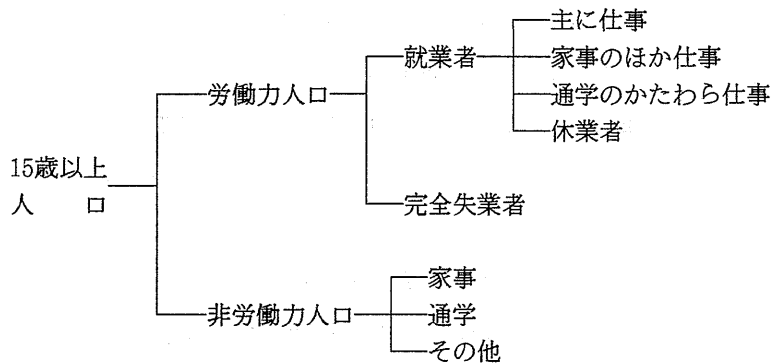 主に仕事
就業者
家事のほか仕事
労働力人口
通学のかたわら仕事
休業者
15歳以上
人口
完全失業者
家事
非労働力人口
通学
その他